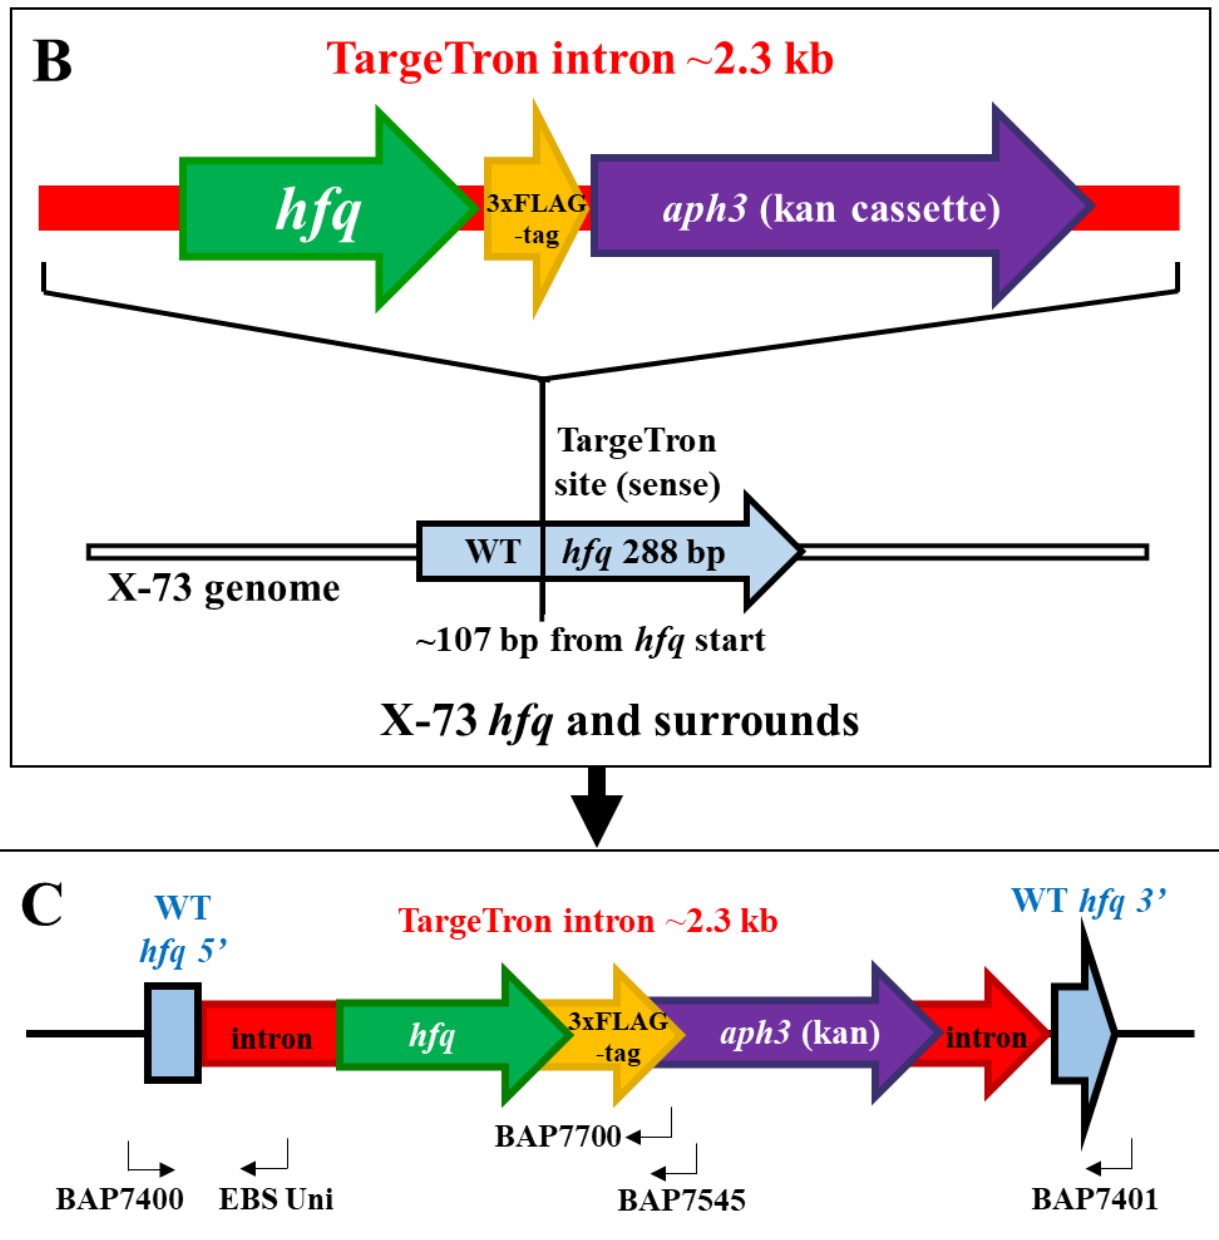 B
TargeTron intron ~2.3 kb
hfq
3xFLAG
-tag
aph3 (kan cassette)
TargeTron
site (sense)
WT hfq 288 bp
X-73 genome
~107 bp from hfq start
X-73 hfq and surrounds
C
WT
hfq 5’
TargeTron intron ~2.3 kb
WT hfq 3’
intron
hfq
3xFLAG
-tag
aph3 (kan)
intron
BAP7700
BAP7400
EBS Uni
BAP7545
BAP7401